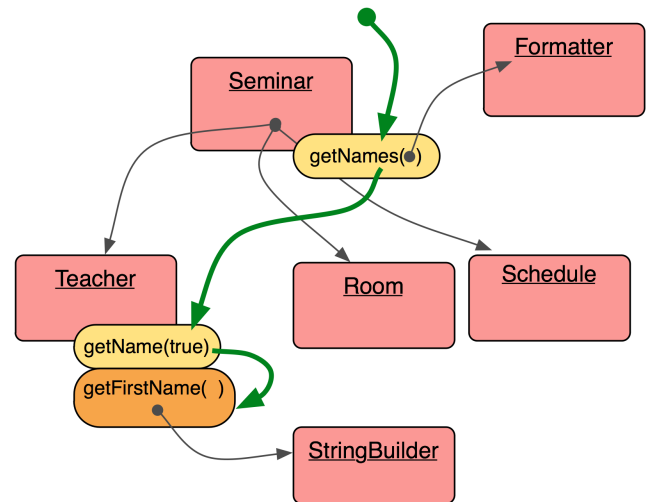 Formatter
Seminar
getNames( )
Teacher
Room
Schedule
getName(true)
getFirstName( )
StringBuilder